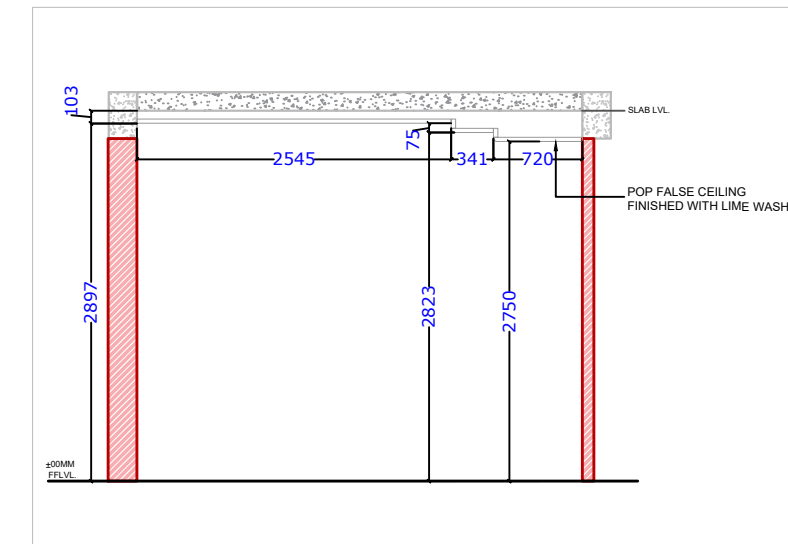 103
SLAB LVL.
75
2545
341
720
POP FALSE CEILING
FINISHED WITH LIME WASH
2897
2823
2750
±00MM
FFLVL.